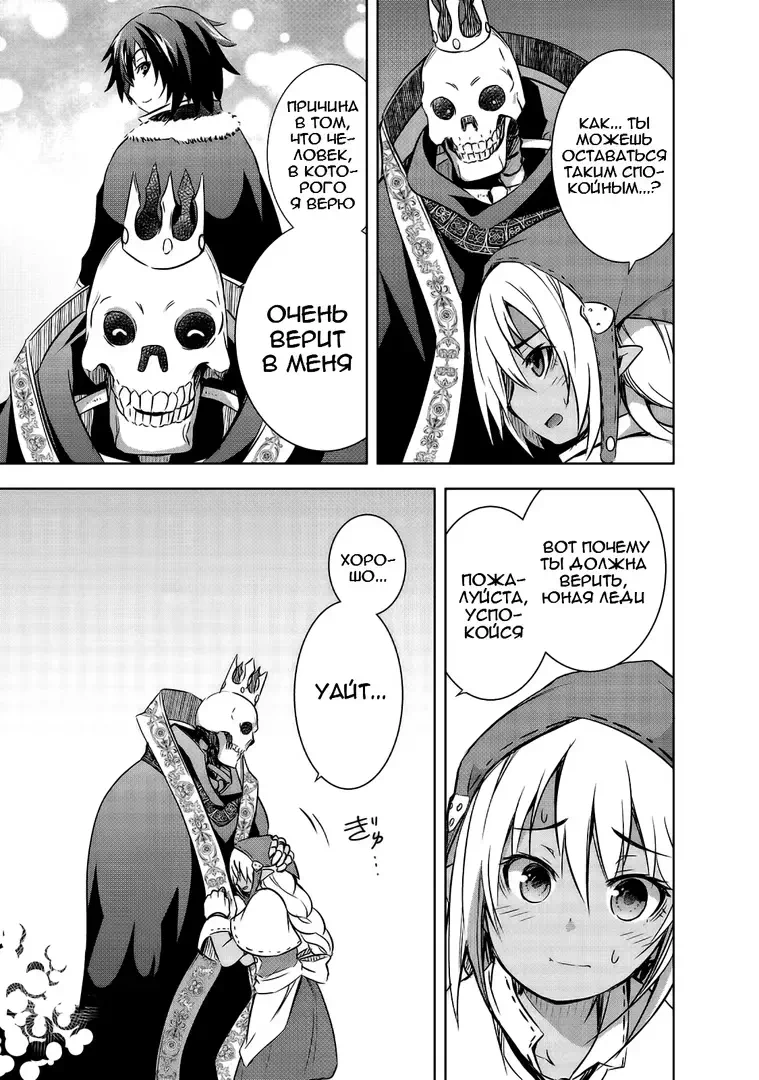 КАК... ТЫ
МОЖЕШЬ
ОСТАВАТЬСЯ
ТАКИМ СПО-
КОЙНЫМ...?
ПРИЧИНА
В ТОМ,
ЧТО ЧЕ-
ЛОВЕК,
В КОТО-
РОГО
Я ВЕРЮ
ОЧЕНЬ
ВЕРИТ
В МЕНЯ
ВОТ ПОЧЕМУ
ТЫ ДОЛЖНА
ВЕРИТЬ,
ЮНАЯ ЛЕДИ
ПОЖА-
ЛУЙСТА,
УСПО-
КОЙСЯ
ХОРО-
ШО...
УАЙТ...
ぎゅ…